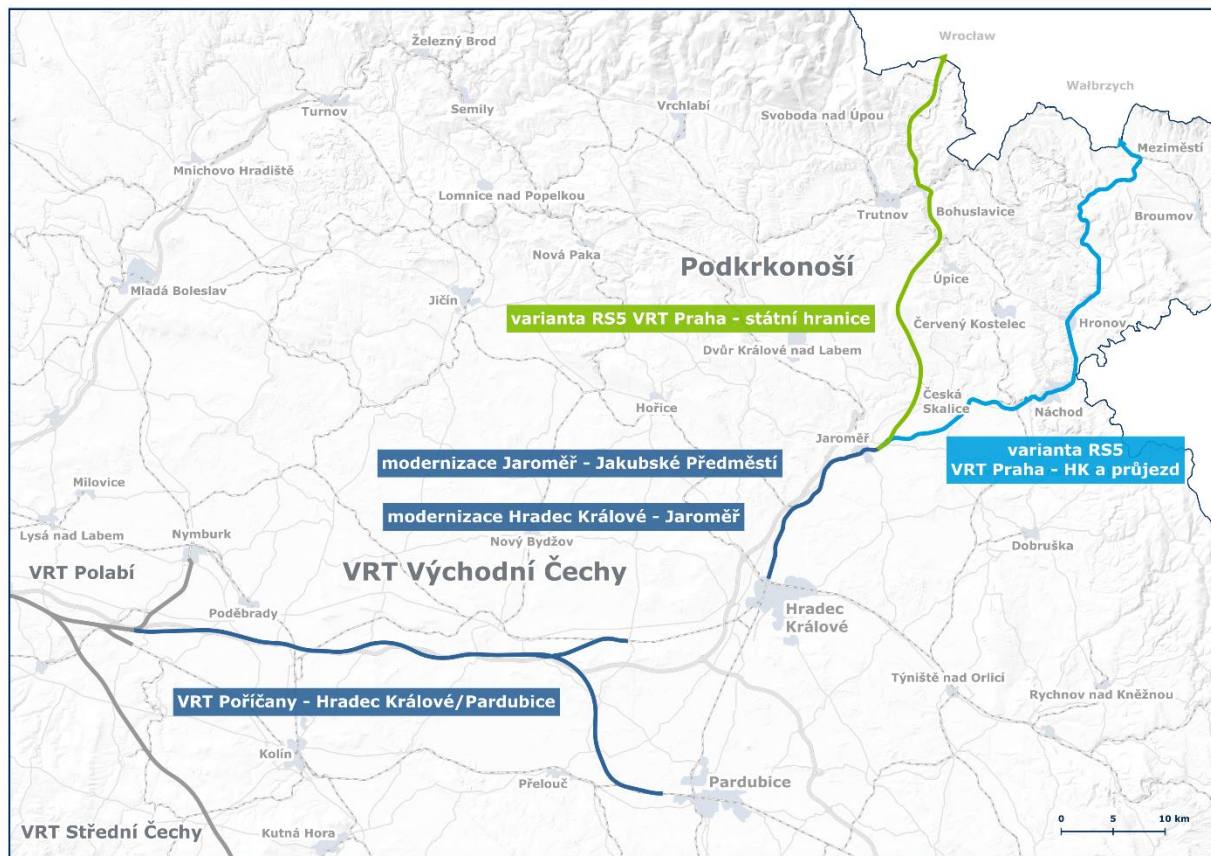 Wrocław
Železný Brod
Wałbrzych
Turnov
Semily
Vrchlabí
Svoboda nad Úpou
Meziměstí
Mnichovo Hradiště
Lomnice nad Popelkou
Trutnov
Bohuslavice
Broumov
Nová Paka
Podkrkonoší
Úpice
Mladá Boleslav
Jičín
varianta RS5 VRT Praha - státní hranice
Červený Kostelec
Hronov
Dvůr Králové nad Labem
Hořice
Česká
Skalice
Náchod
Jaroměř
varianta RS5
VRT Praha - HK a průjezd
modernizace Jaroměř - Jakubské Předměstí
Milovice
modernizace Hradec Králové - Jaroměř
Lysá nad Labem
Nymburk
Nový Bydžov
Dobruška
VRT Polabí
VRT Východní Čechy
Poděbrady
Hradec
Králové
VRT Poříčany - Hradec Králové/Pardubice
Týniště nad Orlicí
Rychnov nad Kněžnou
Kolín
Přelouč
Pardubice
VRT Střední Čechy
Kutná Hora
0 5 10 km